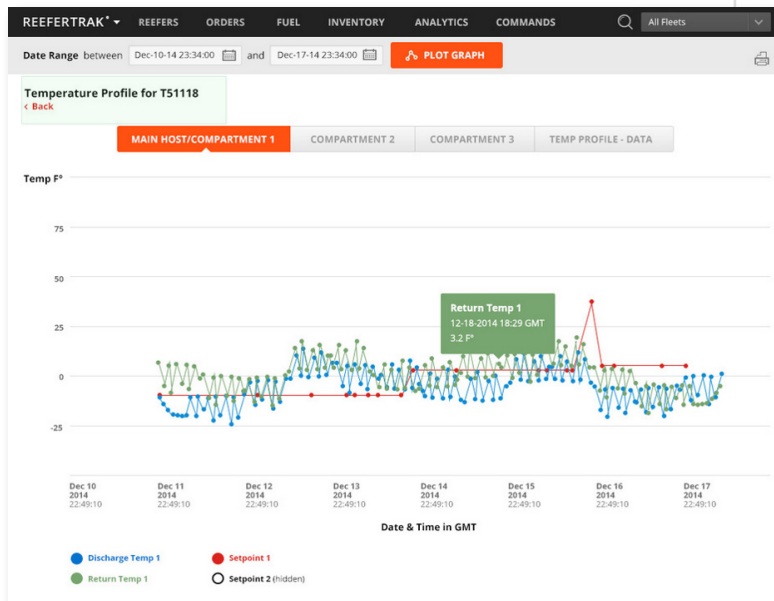 REEFERTRAK* REEFERS ORDERS FUEL INVENTORY ANALYTICS COMMANDS All Fleets
Date Range between Dec-10-14 23:34:00 and Dec-17-14 23:34:00 PLOT GRAPH
Temperature Profile for T51118
< Back
MAIN HOST/COMPARTMENT 1 COMPARTMENT 2 COMPARTMENT 3 TEMP PROFILE - DATA
Temp F°
75
50
Return Temp 1
12-18-2014 18:29 GMT
3.2 F°
25
0
-25
Dec 10 Dec 11 Dec 12 Dec 13 Dec 14 Dec 15 Dec 16 Dec 17
2014 2014 2014 2014 2014 2014 2014 2014
22:49:10 22:49:10 22:49:10 22:49:10 22:49:10 22:49:10 22:49:10 22:49:10
Date & Time in GMT
Discharge Temp 1 Setpoint 1
Return Temp 1 Setpoint 2 (hidden)